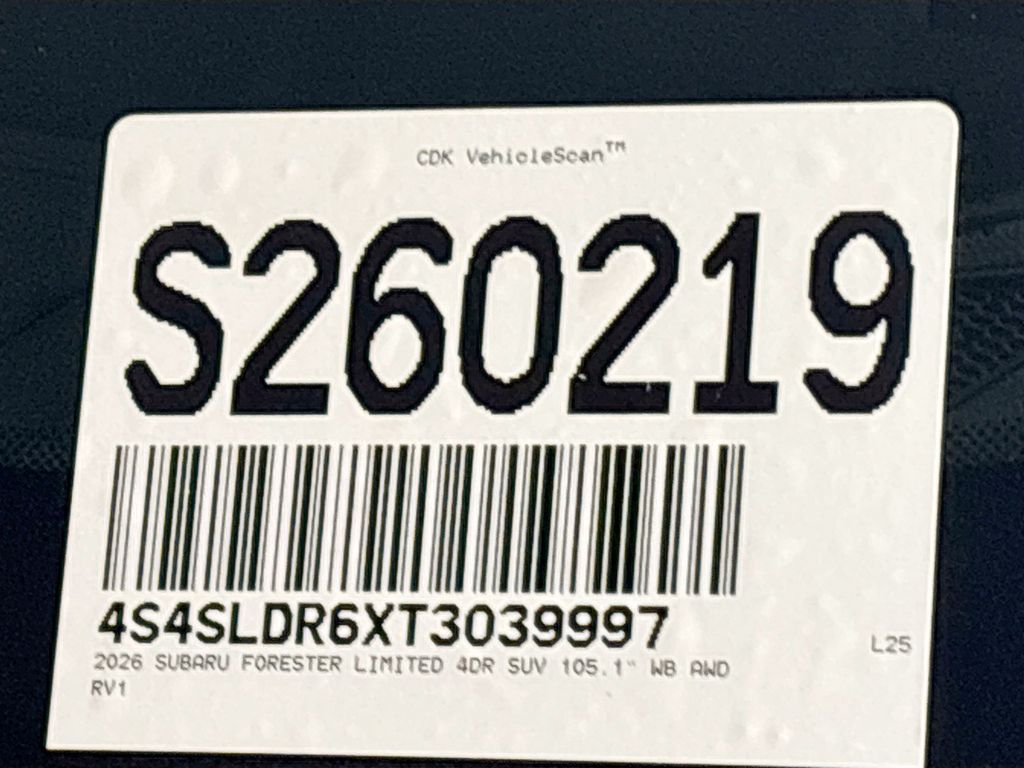 CDK VehicleScan™
S260219
4S4SLDR6XT3039997
L25
2026 SUBARU FORESTER LIMITED 4DR SUV 105.1" WB AWD
RV1